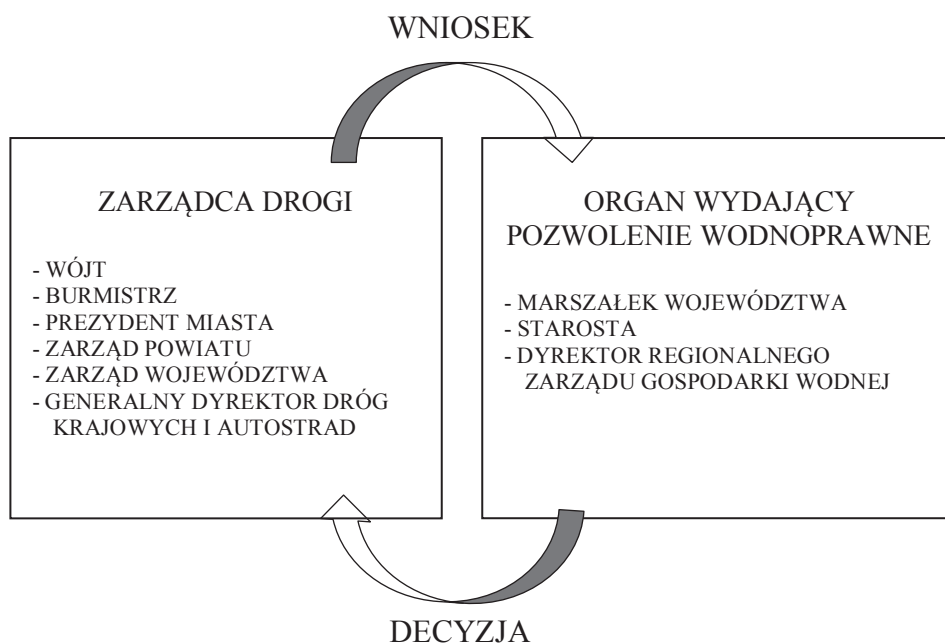 WNIOSEK
ZARZĄDCA DROGI
- WÓJT
- BURMISTRZ
- PREZYDENT MIASTA
- ZARZĄD POWIATU
- ZARZĄD WOJEWÓDZTWA
- GENERALNY DYREKTOR DRÓG
KRAJOWYCH I AUTOSTRAD
ORGAN WYDAJĄCY
POZWOLENIE WODNOPRAWNE
- MARSZAŁEK WOJEWÓDZTWA
- STAROSTA
- DYREKTOR REGIONALNEGO
ZARZĄDU GOSPODARKI WODNEJ
DECYZJA